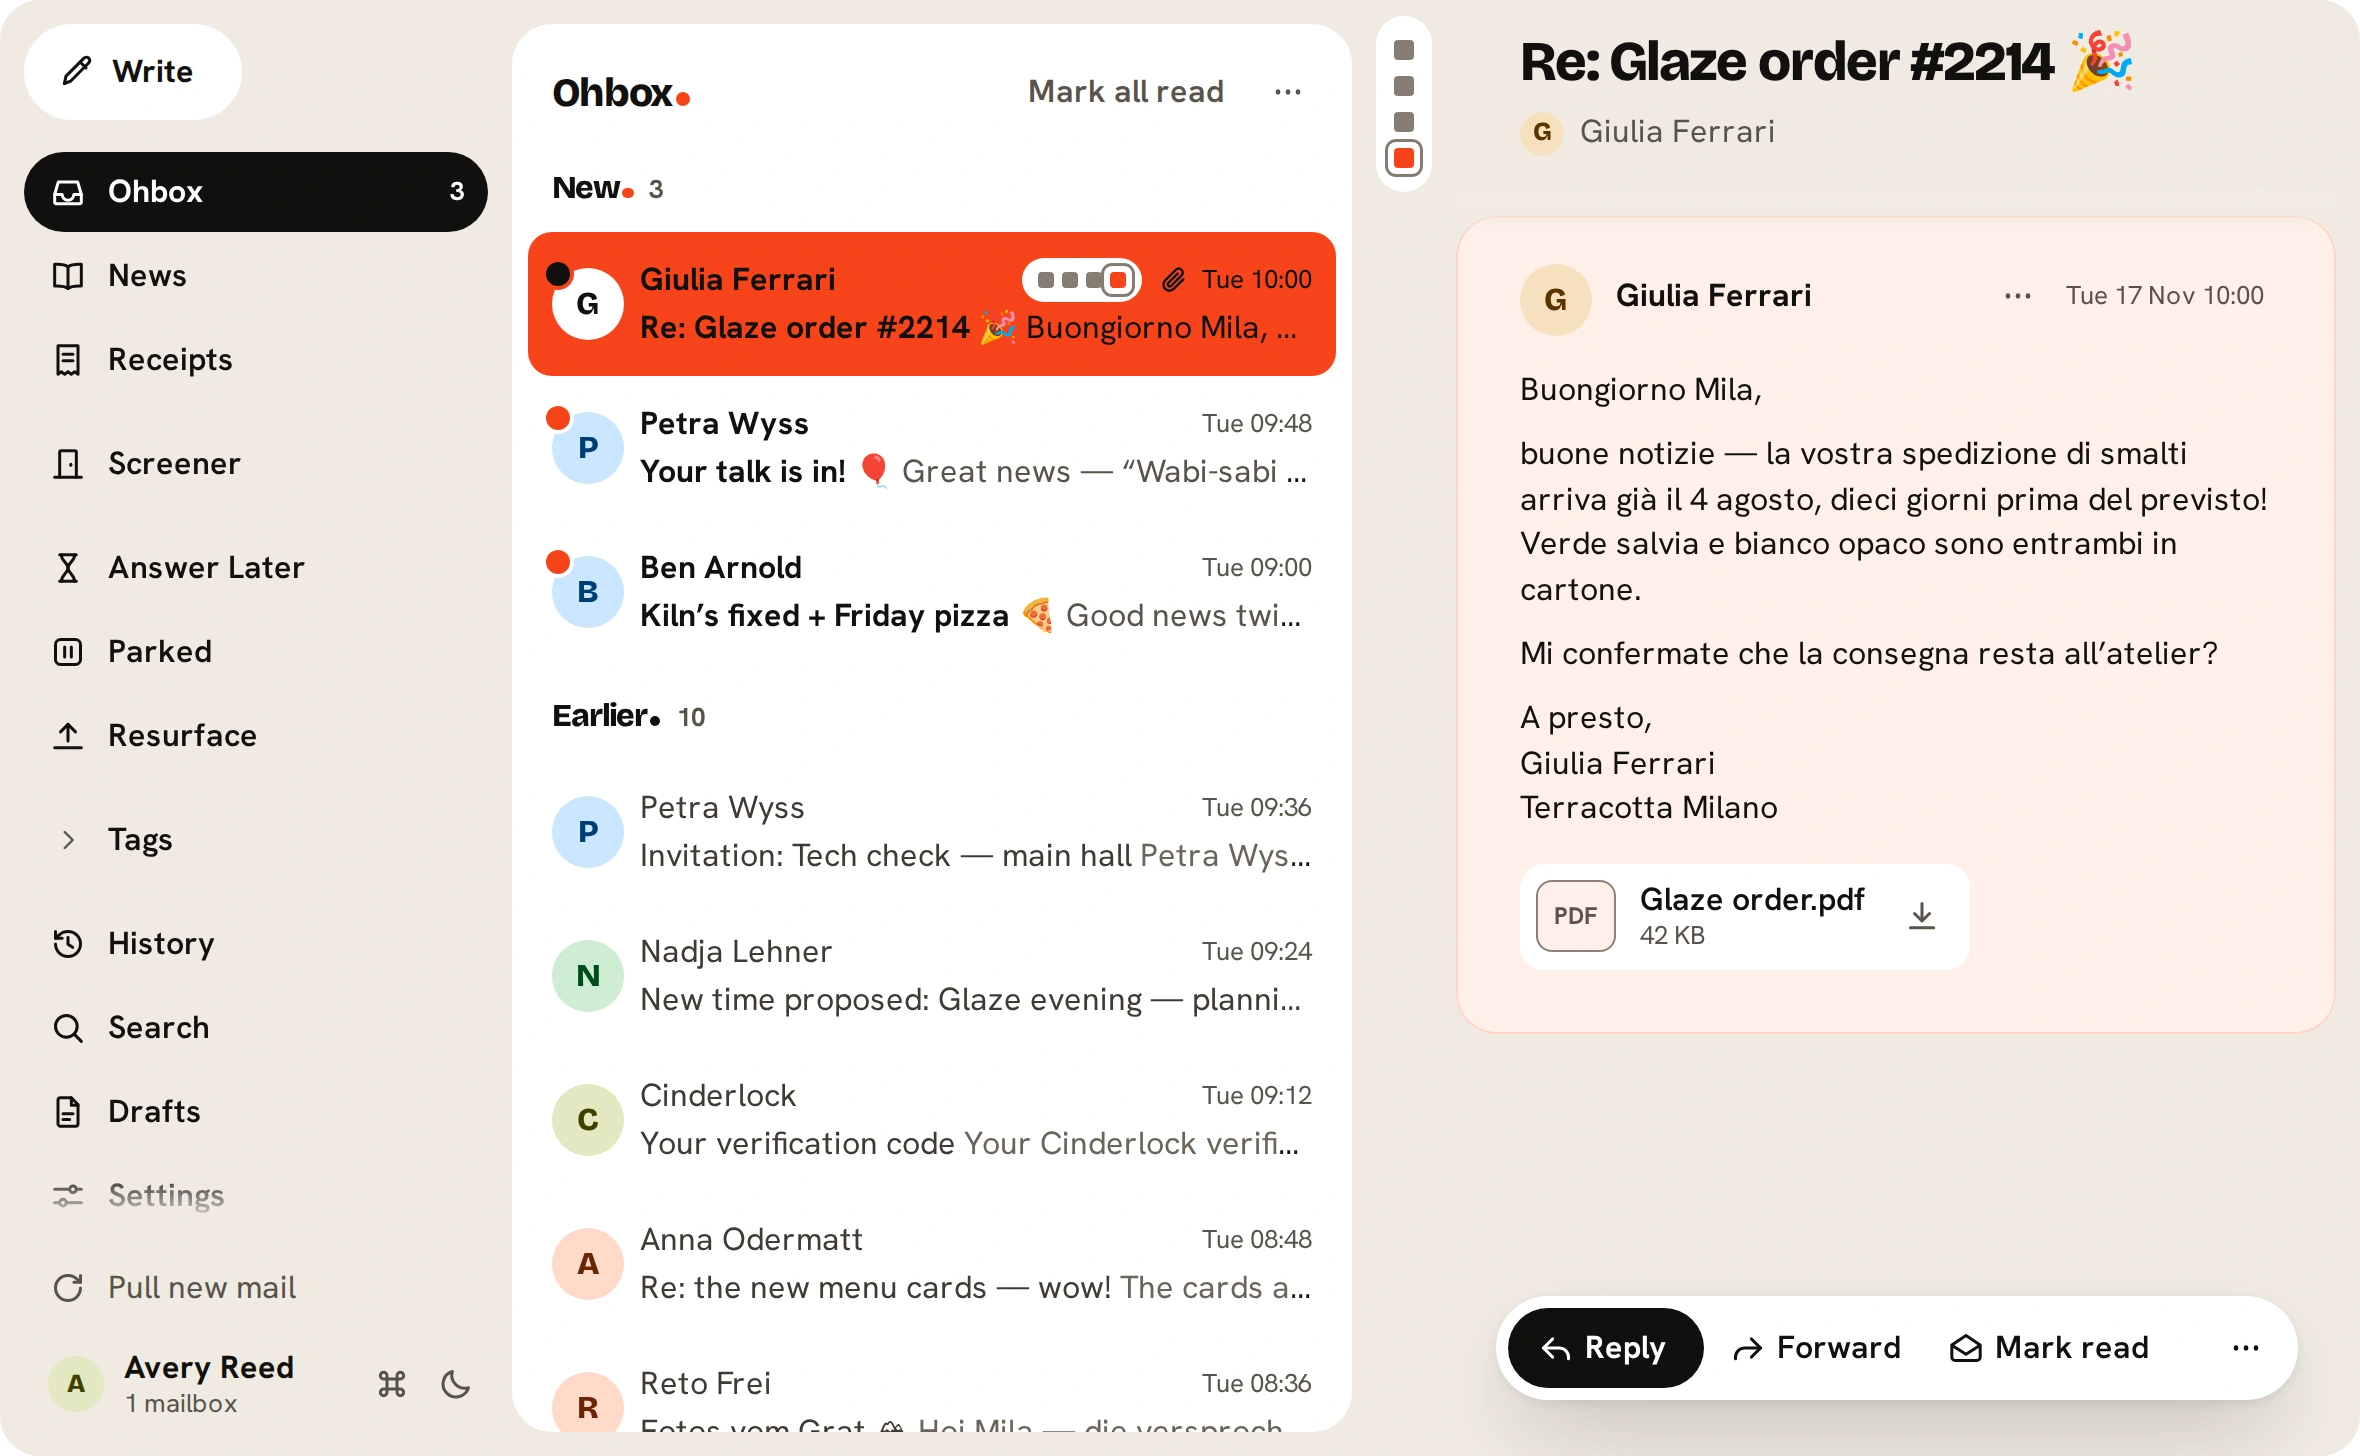 Write
Ohbox 3
News
Receipts
Screener
Answer Later
Parked
Resurface
Tags
History
Search
Drafts
Settings
Pull new mail
A Avery Reed
1 mailbox
Ohbox.
Mark all read
New. 3
Giulia Ferrari Tue 10:00
G
Re: Glaze order #2214 🎉 Buongiorno Mila, ...
Petra Wyss Tue 09:48
P
Your talk is in! 🎈 Great news — “Wabi-sabi ...
Ben Arnold Tue 09:00
B
Kiln’s fixed + Friday pizza 🍕 Good news twi...
Earlier. 10
Petra Wyss Tue 09:36
P
Invitation: Tech check — main hall Petra Wys...
Nadja Lehner Tue 09:24
N
New time proposed: Glaze evening — planni...
Cinderlock Tue 09:12
C
Your verification code Your Cinderlock verifi...
Anna Odermatt Tue 08:48
A
Re: the new menu cards — wow! The cards a...
Reto Frei Tue 08:36
R
Fotos vom Grat 🏔 Hoi Mila — die versproch...
Re: Glaze order #2214 🎉
G Giulia Ferrari
G Giulia Ferrari Tue 17 Nov 10:00
Buongiorno Mila,
buone notizie — la vostra spedizione di smalti
arriva già il 4 agosto, dieci giorni prima del previsto!
Verde salvia e bianco opaco sono entrambi in
cartone.
Mi confermate che la consegna resta all’atelier?
A presto,
Giulia Ferrari
Terracotta Milano
PDF Glaze order.pdf
42 KB
Reply Forward Mark read